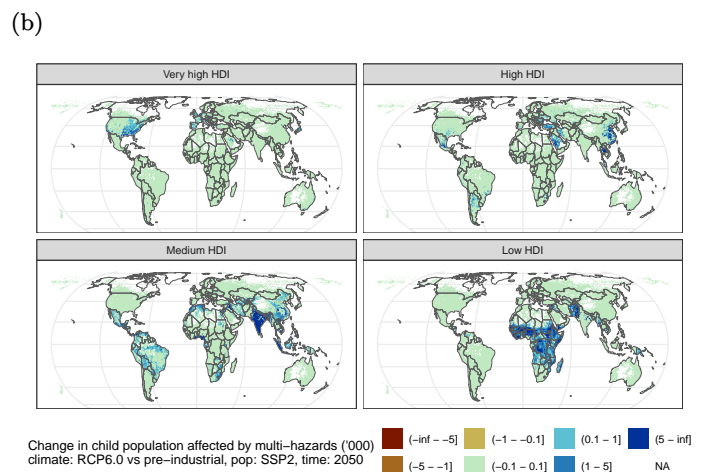 (b)
Very high HDI
High HDI
Medium HDI
Low HDI
Change in child population affected by multi−hazards ('000)
climate: RCP6.0 vs pre−industrial, pop: SSP2, time: 2050
(−inf − −5]
(−1 − −0.1]
(0.1 − 1]
(5 − inf]
(−5 − −1]
(−0.1 − 0.1]
(1 − 5]
NA